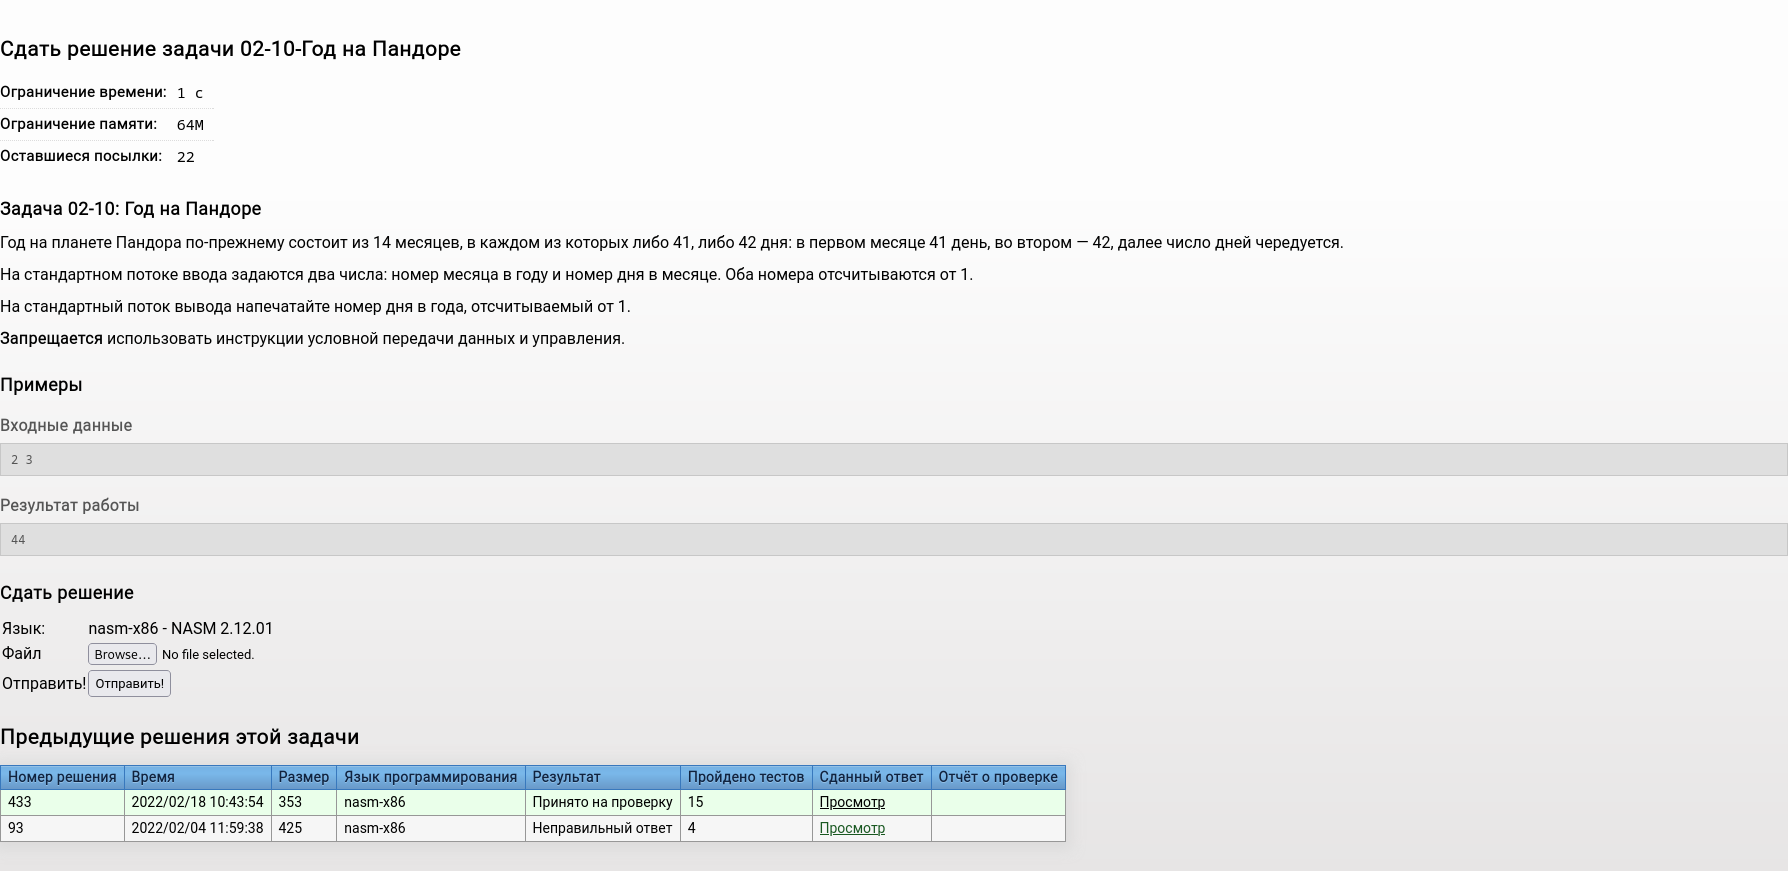 Сдать решение задачи 02-10-Год на Пандоре
Ограничение времени: 1 с
Ограничение памяти: 64M
Оставшиеся посылки: 22
Задача 02-10: Год на Пандоре
Год на планете Пандора по-прежнему состоит из 14 месяцев, в каждом из которых либо 41, либо 42 дня: в первом месяце 41 день, во втором — 42, далее число дней чередуется.
На стандартном потоке ввода задаются два числа: номер месяца в году и номер дня в месяце. Оба номера отсчитываются от 1.
На стандартный поток вывода напечатайте номер дня в года, отсчитываемый от 1.
Запрещается использовать инструкции условной передачи данных и управления.
Примеры
Входные данные
2 3
Результат работы
44
Сдать решение
Язык: nasm-x86 - NASM 2.12.01
Файл Browse... No file selected.
Отправить! Отправить!
Предыдущие решения этой задачи
Номер решения Время Размер Язык программирования Результат Пройдено тестов Сданный ответ Отчёт о проверке
433 2022/02/18 10:43:54 353 nasm-x86 Принято на проверку 15 Просмотр
93 2022/02/04 11:59:38 425 nasm-x86 Неправильный ответ 4 Просмотр